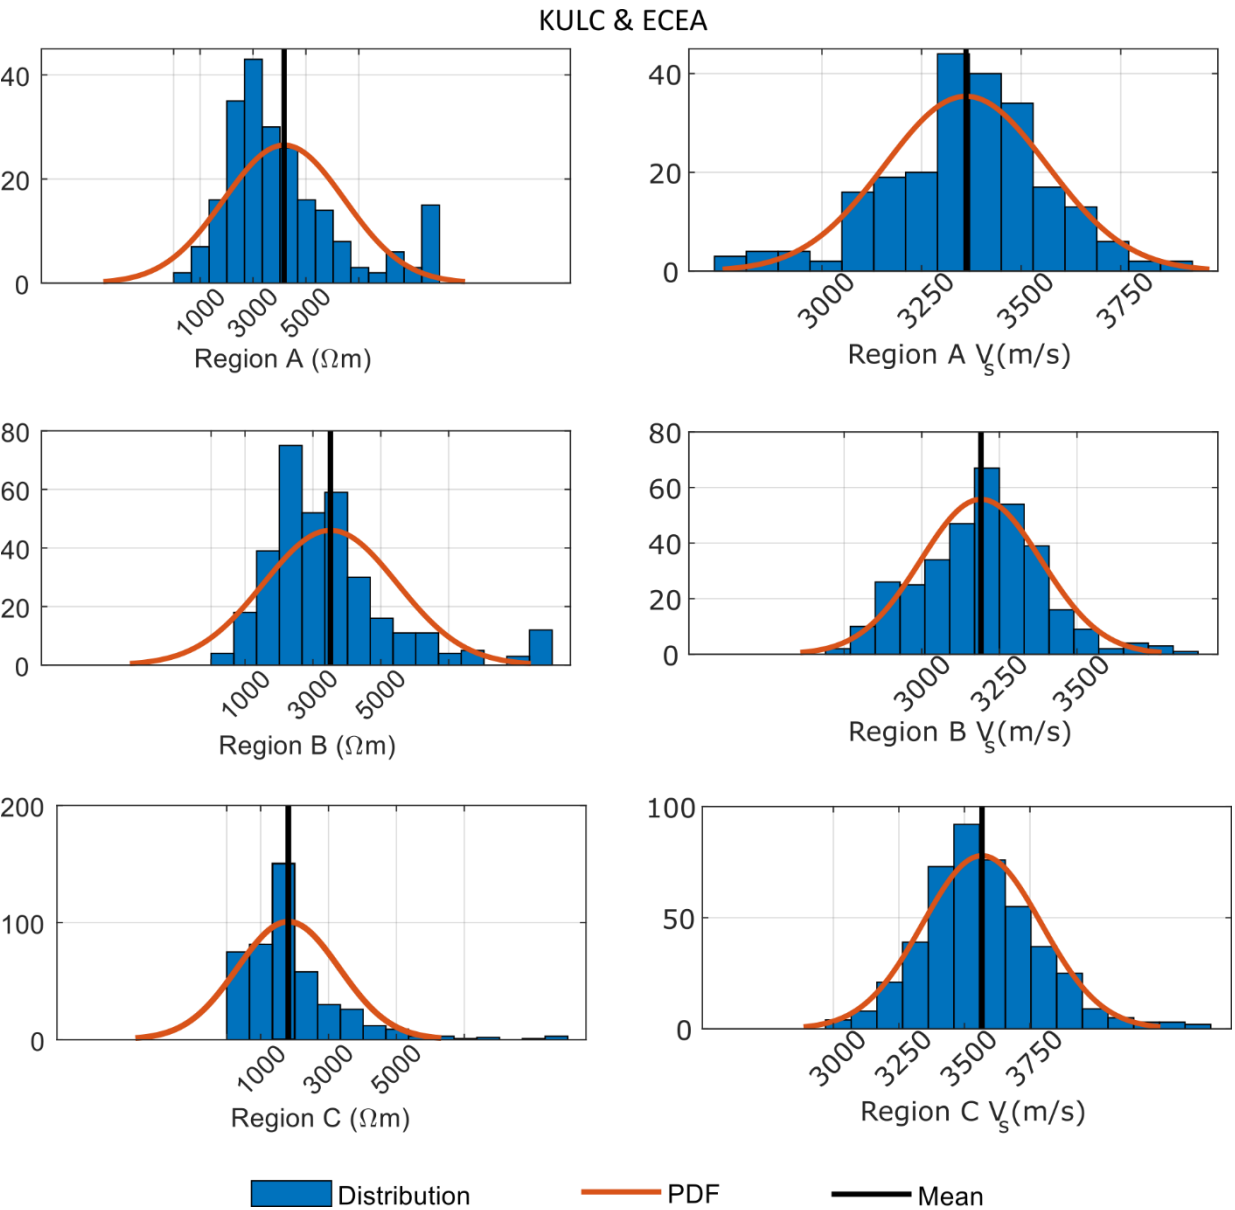 KULC & ECEA
40
20
0
1000 3000 5000
Region A (Ωm)
40
20
0
3000 3250 3500 3750
Region A Vs(m/s)
80
60
40
20
0
1000 3000 5000
Region B (Ωm)
80
60
40
20
0
3000 3250 3500
Region B Vs(m/s)
200
100
0
1000 3000 5000
Region C (Ωm)
100
50
0
3000 3250 3500 3750
Region C Vs(m/s)
Distribution PDF Mean